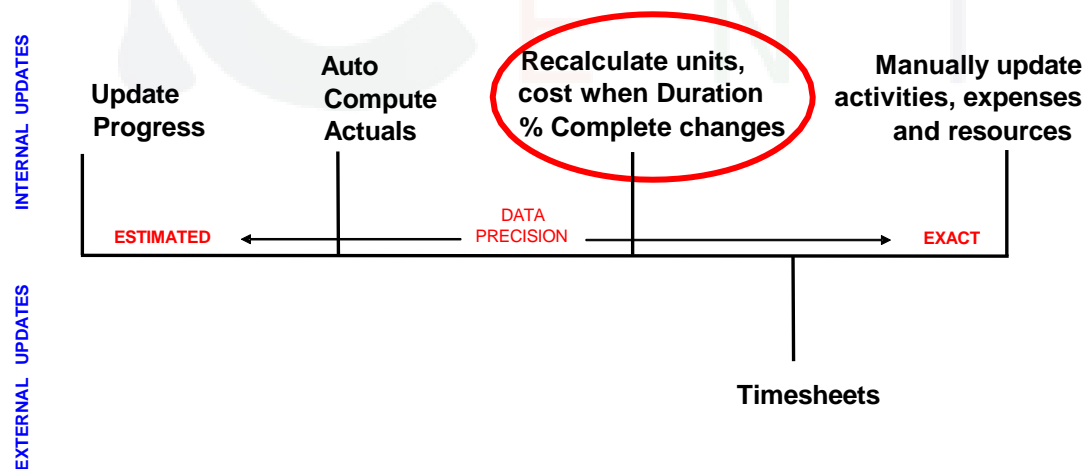 INTERNAL UPDATES
Update
Progress
Auto
Compute
Actuals
Recalculate units,
cost when Duration
% Complete changes
Manually update
activities, expenses
and resources
ESTIMATED
DATA
PRECISION
EXACT
EXTERNAL UPDATES
Timesheets